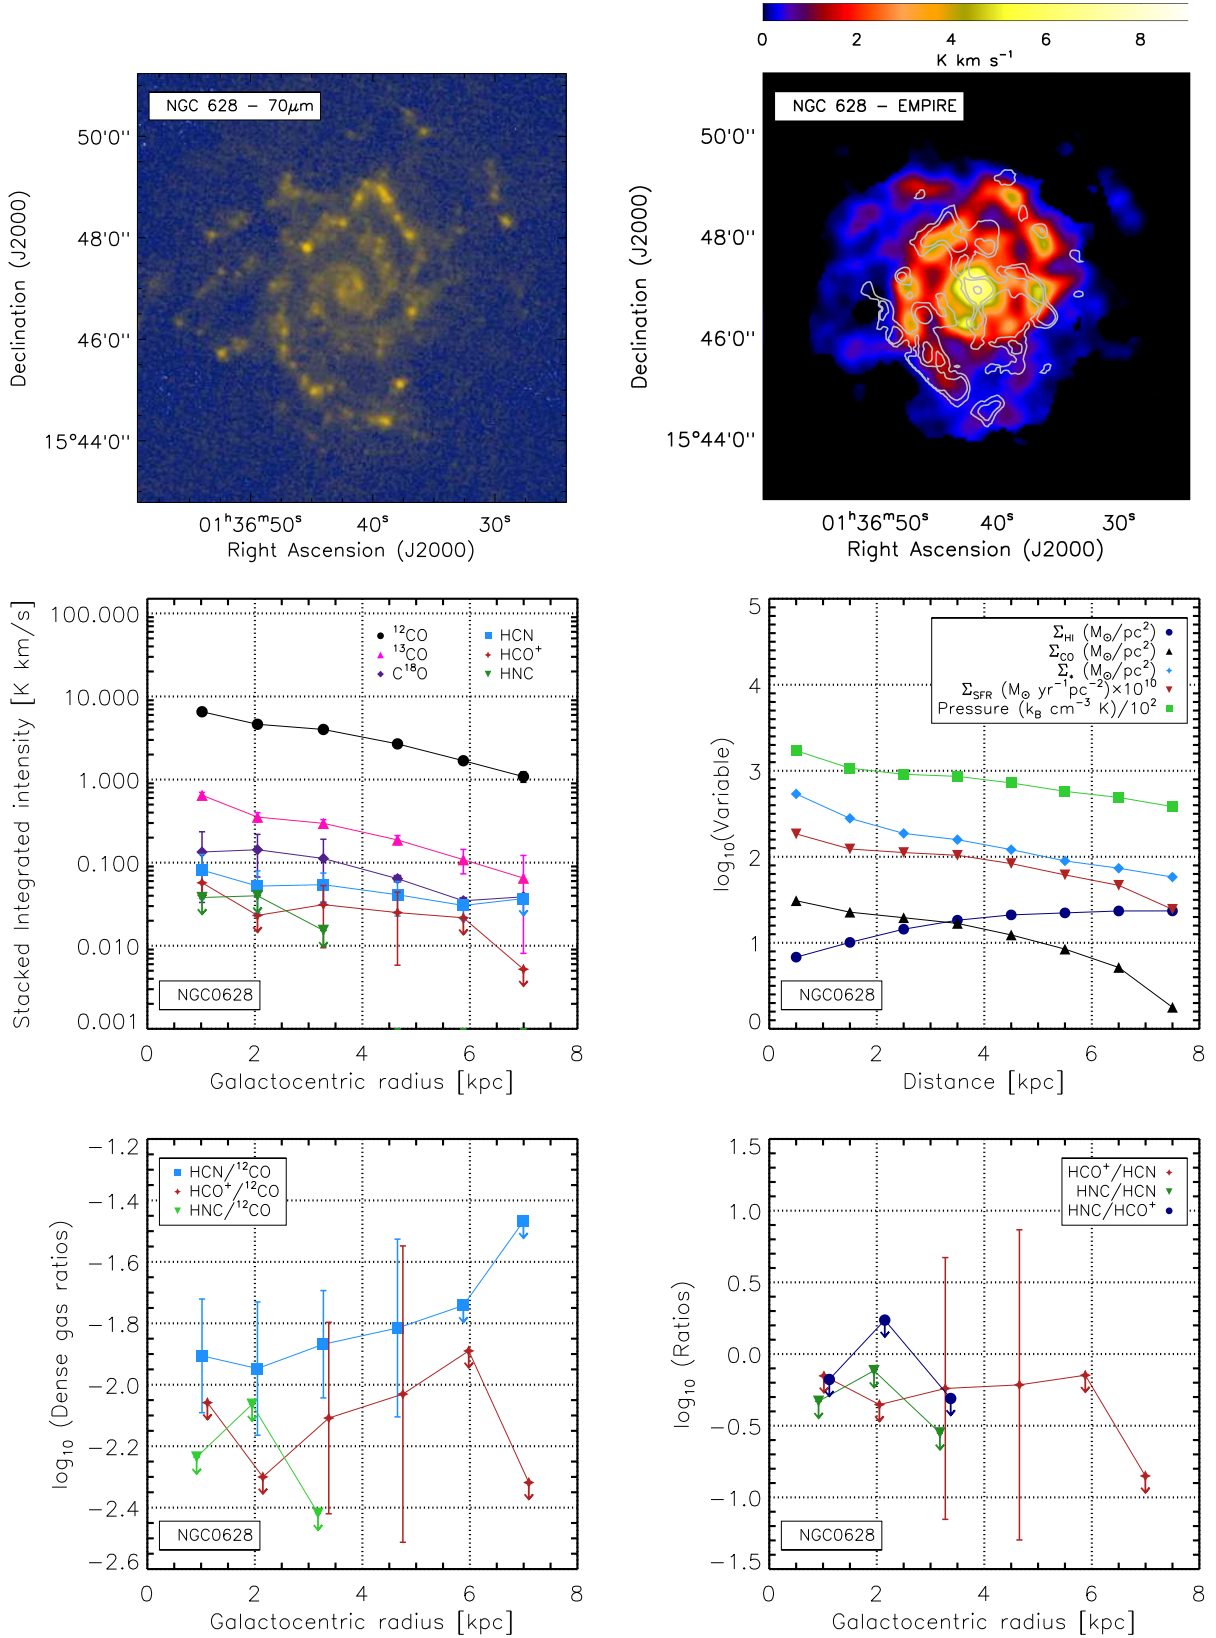 0 2 4 6 8
K km s⁻¹
NGC 628 − 70μm
50'0''
48'0''
46'0''
15°44'0''
Declination (J2000)
01ʰ36ᵐ50ˢ 40ˢ 30ˢ
Right Ascension (J2000)
NGC 628 − EMPIRE
50'0''
48'0''
46'0''
15°44'0''
Declination (J2000)
01ʰ36ᵐ50ˢ 40ˢ 30ˢ
Right Ascension (J2000)
Stacked Integrated intensity [K km/s]
100.000
10.000
1.000
0.100
0.010
0.001
¹²CO
¹³CO
C¹⁸O
HCN
HCO⁺
HNC
NGC0628
0 2 4 6 8
Galactocentric radius [kpc]
log₁₀(Variable)
5
4
3
2
1
0
Σ_HI (M_⊙/pc²)
Σ_CO (M_⊙/pc²)
Σ_* (M_⊙/pc²)
Σ_SFR (M_⊙ yr⁻¹pc⁻²)×10¹⁰
Pressure (k_B cm⁻³ K)/10²
NGC0628
0 2 4 6 8
Distance [kpc]
log₁₀ (Dense gas ratios)
−1.2
−1.4
−1.6
−1.8
−2.0
−2.2
−2.4
−2.6
HCN/¹²CO
HCO⁺/¹²CO
HNC/¹²CO
NGC0628
0 2 4 6 8
Galactocentric radius [kpc]
log₁₀ (Ratios)
1.5
1.0
0.5
0.0
−0.5
−1.0
−1.5
HCO⁺/HCN
HNC/HCN
HNC/HCO⁺
NGC0628
0 2 4 6 8
Galactocentric radius [kpc]